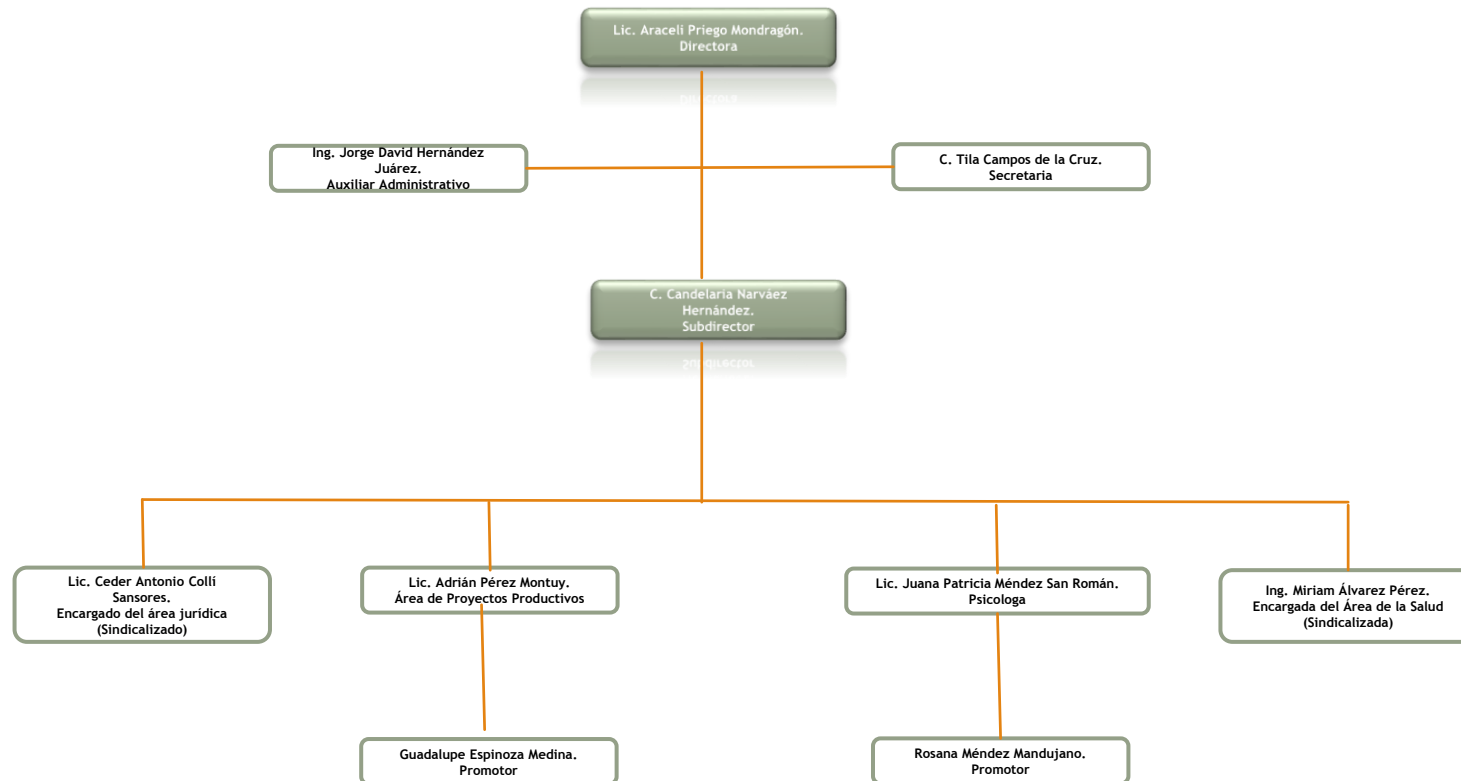 Lic. Araceli Priego Mondragón.
Directora
Ing. Jorge David Hernández
Juárez.
Auxiliar Administrativo
C. Tila Campos de la Cruz.
Secretaria
C. Candelaria Narváez
Hernández.
Subdirector
Lic. Ceder Antonio Collí
Sansores.
Encargado del área jurídica
(Sindicalizado)
Lic. Adrián Pérez Montuy.
Área de Proyectos Productivos
Lic. Juana Patricia Méndez San Román.
Psicologa
Ing. Miriam Álvarez Pérez.
Encargada del Área de la Salud
(Sindicalizada)
Guadalupe Espinoza Medina.
Promotor
Rosana Méndez Mandujano.
Promotor